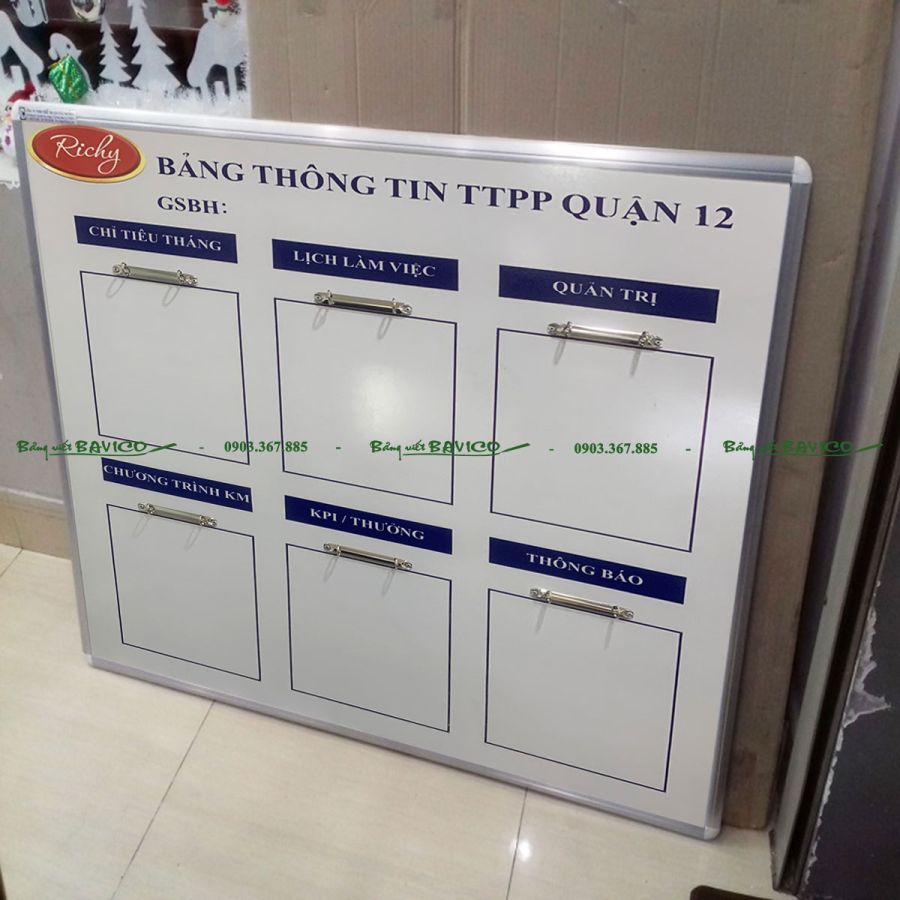 Richy
BẢNG THÔNG TIN TTPP QUẬN 12
GSBH:
CHỈ TIÊU THÁNG
LỊCH LÀM VIỆC
QUẢN TRỊ
Bảng viết BAVICO - 0903.367.885 - Bảng viết BAVICO - 0903.367.885 - Bảng viết BAVICO
CHƯƠNG TRÌNH KM
KPI / THƯỞNG
THÔNG BÁO